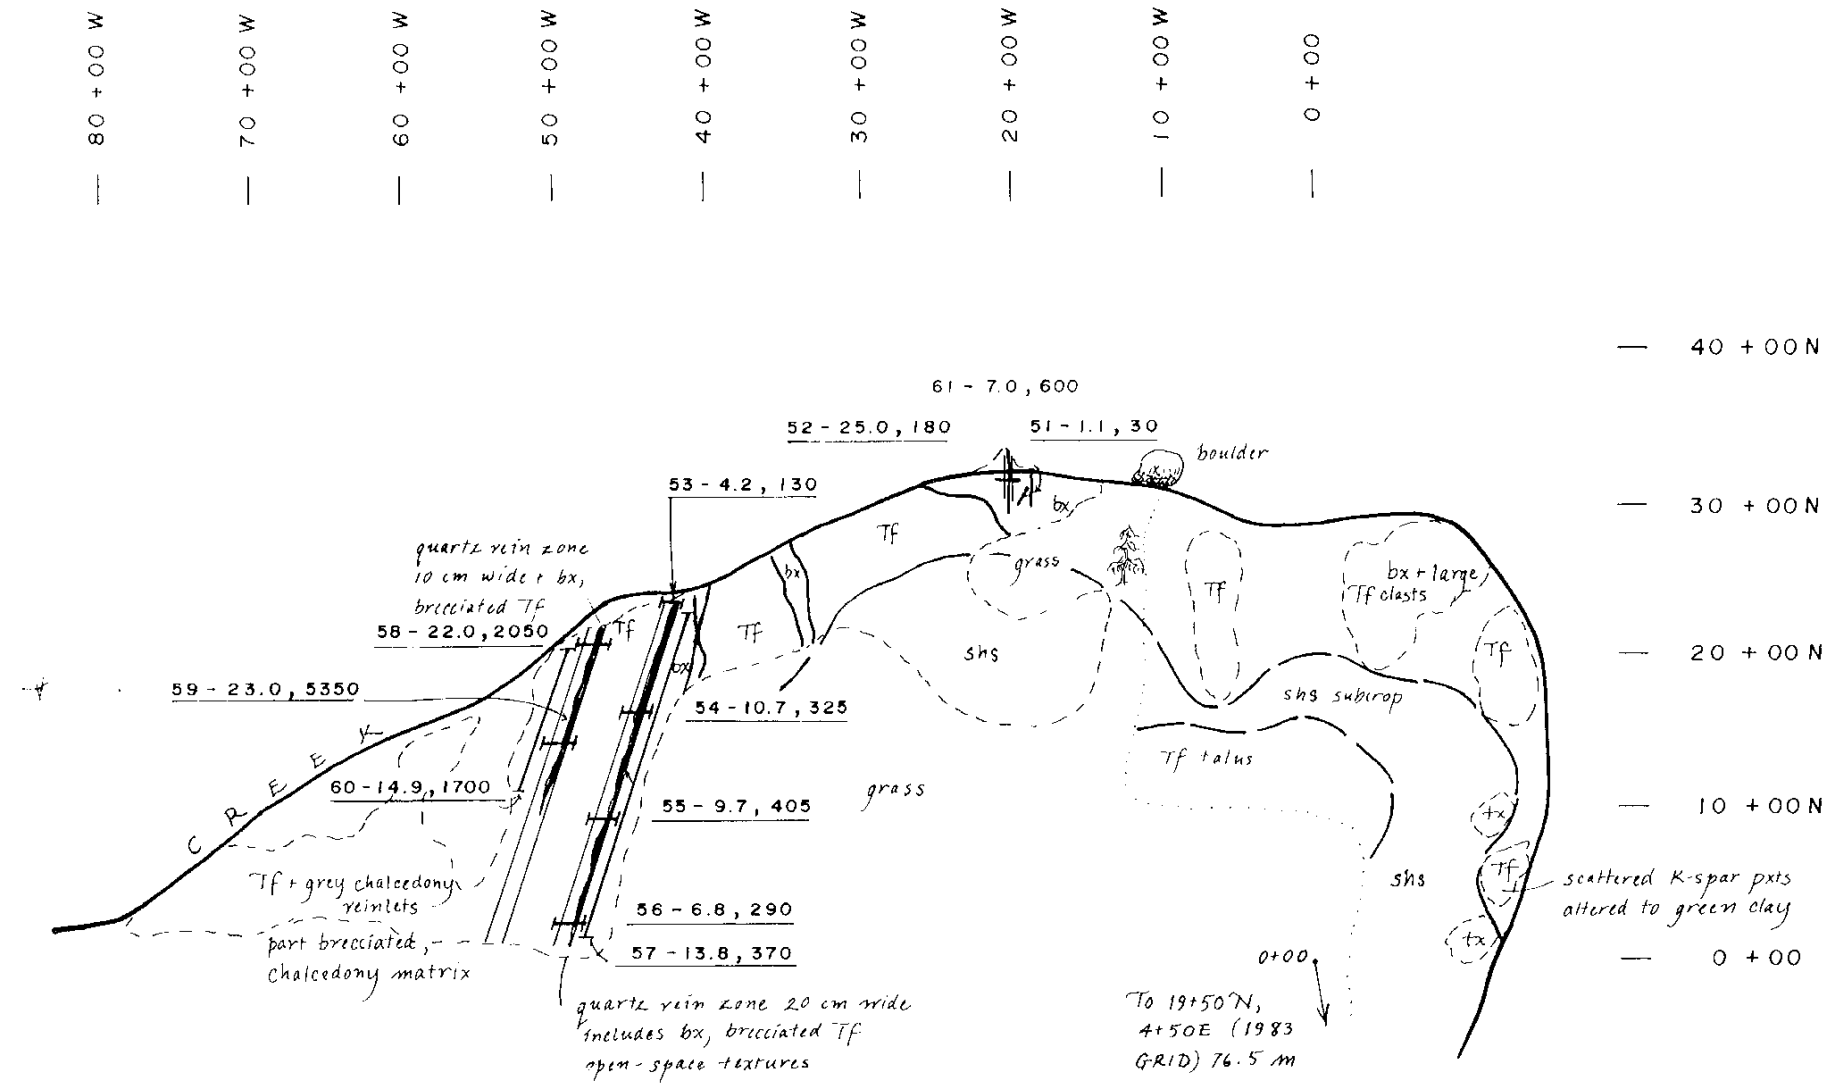 80 + 00 W
70 + 00 W
60 + 00 W
50 + 00 W
40 + 00 W
30 + 00 W
20 + 00 W
10 + 00 W
0 + 00
40 + 00 N
61 - 7.0, 600
52 - 25.0, 180
51 - 1.1, 30
boulder
53 - 4.2, 130
30 + 00 N
bx
Tf
quartz vein zone
10 cm wide + bx,
brecciated Tf
grass
bx
bx + large
Tf clasts
Tf
58 - 22.0, 2050
Tf
Tf
bx
shs
Tf
20 + 00 N
59 - 23.0, 5350
shs subcrop
54 - 10.7, 325
Tf talus
CREEK
60 - 14.9, 1700
grass
55 - 9.7, 405
tx
10 + 00 N
Tf + grey chalcedony
veinlets
shs
Tf
scattered K-spar pxts
altered to green clay
56 - 6.8, 290
part brecciated,
chalcedony matrix
57 - 13.8, 370
tx
0+00
0 + 00
quartz vein zone 20 cm wide
includes bx, brecciated Tf
open-space textures
To 19+50 N,
4+50E (1983
GRID) 76.5 m